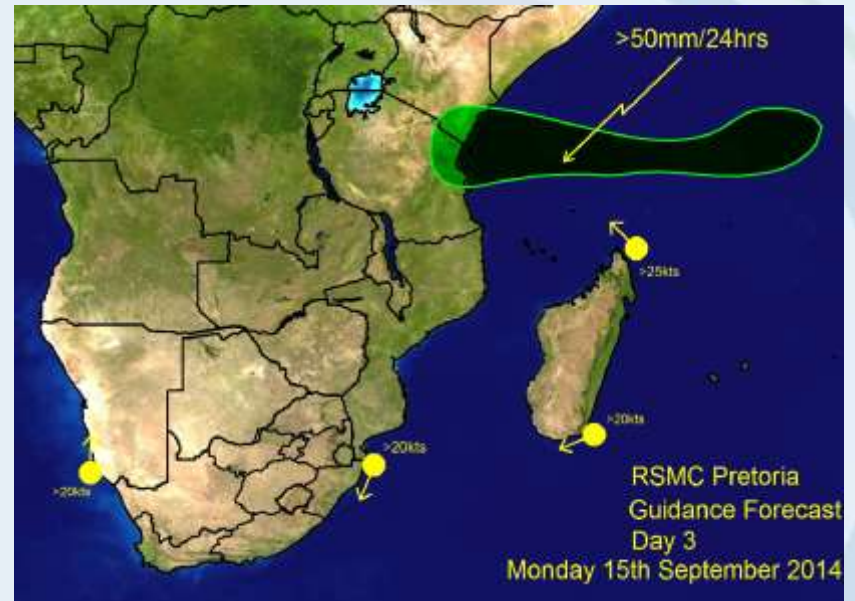 >50mm/24hrs
>25kts
>20kts
>20kts
>20kts
RSMC Pretoria
Guidance Forecast
Day 3
Monday 15th September 2014